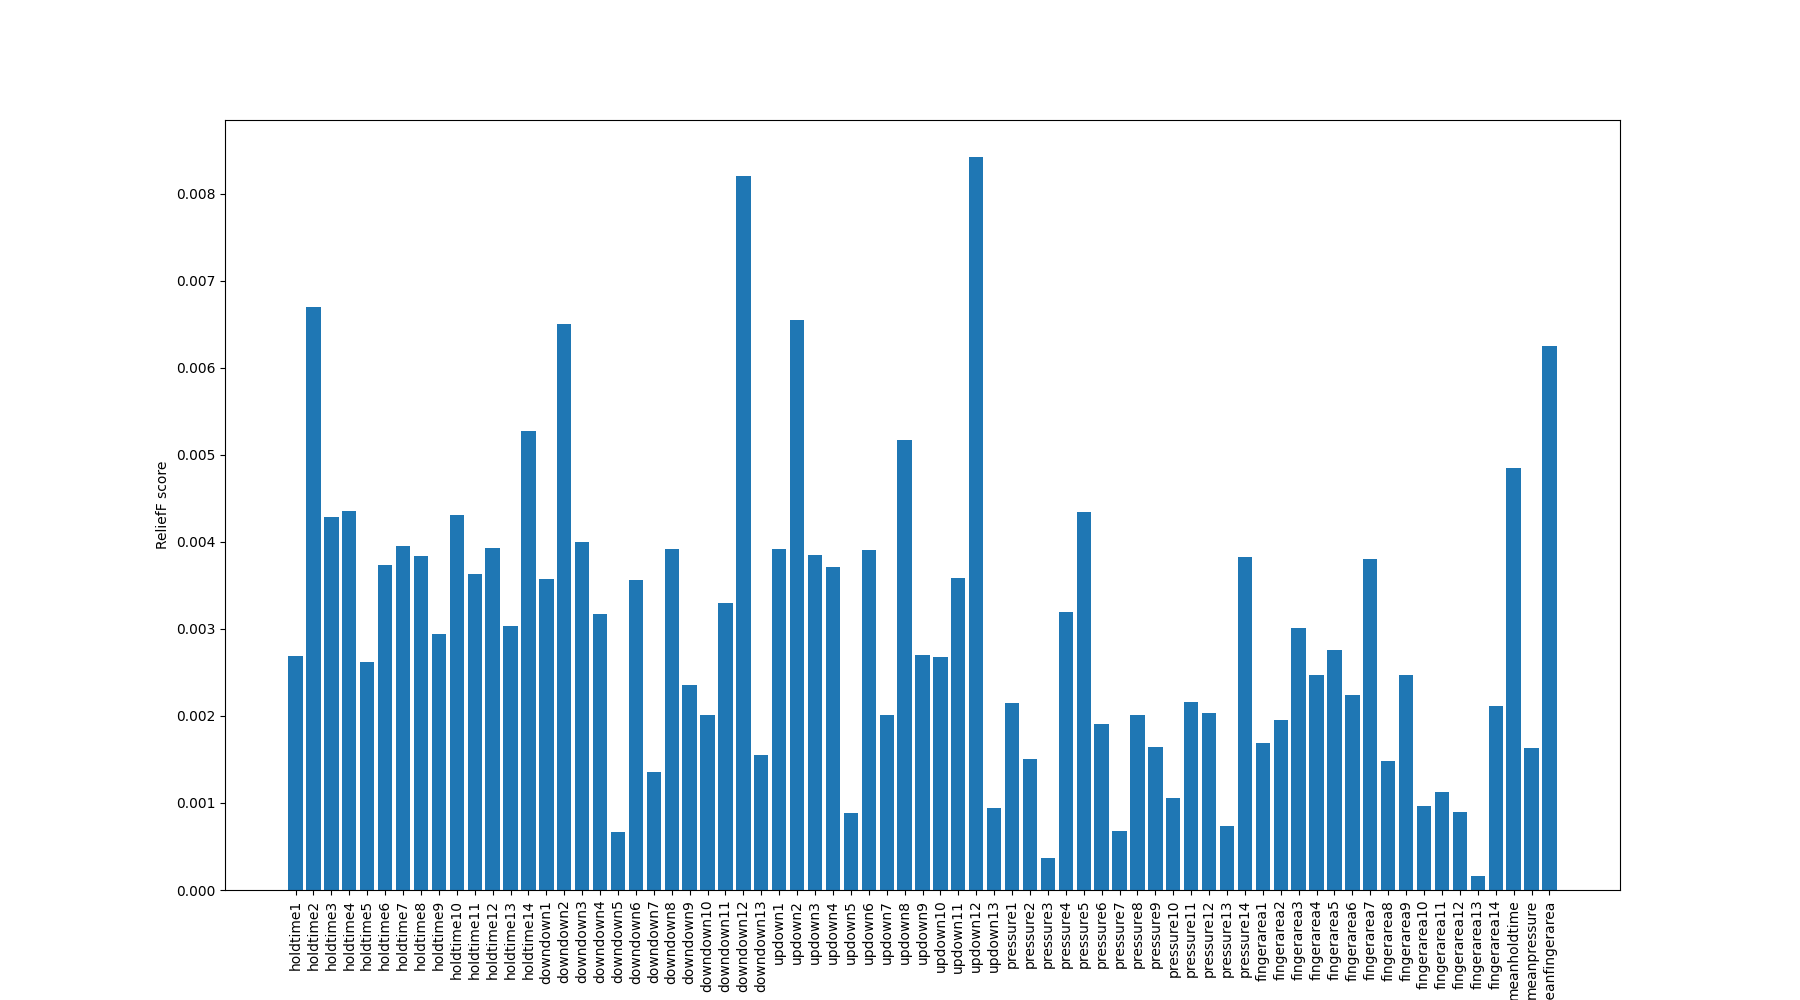 0.008
0.007
0.006
0.005
0.004
0.003
0.002
0.001
0.000
ReliefF score
holdtime1
holdtime2
holdtime3
holdtime4
holdtime5
holdtime6
holdtime7
holdtime8
holdtime9
holdtime10
holdtime11
holdtime12
holdtime13
holdtime14
downdown1
downdown2
downdown3
downdown4
downdown5
downdown6
downdown7
downdown8
downdown9
downdown10
downdown11
downdown12
downdown13
updown1
updown2
updown3
updown4
updown5
updown6
updown7
updown8
updown9
updown10
updown11
updown12
updown13
pressure1
pressure2
pressure3
pressure4
pressure5
pressure6
pressure7
pressure8
pressure9
pressure10
pressure11
pressure12
pressure13
pressure14
fingerarea1
fingerarea2
fingerarea3
fingerarea4
fingerarea5
fingerarea6
fingerarea7
fingerarea8
fingerarea9
fingerarea10
fingerarea11
fingerarea12
fingerarea13
fingerarea14
meanholdtime
meanpressure
eanfingerarea